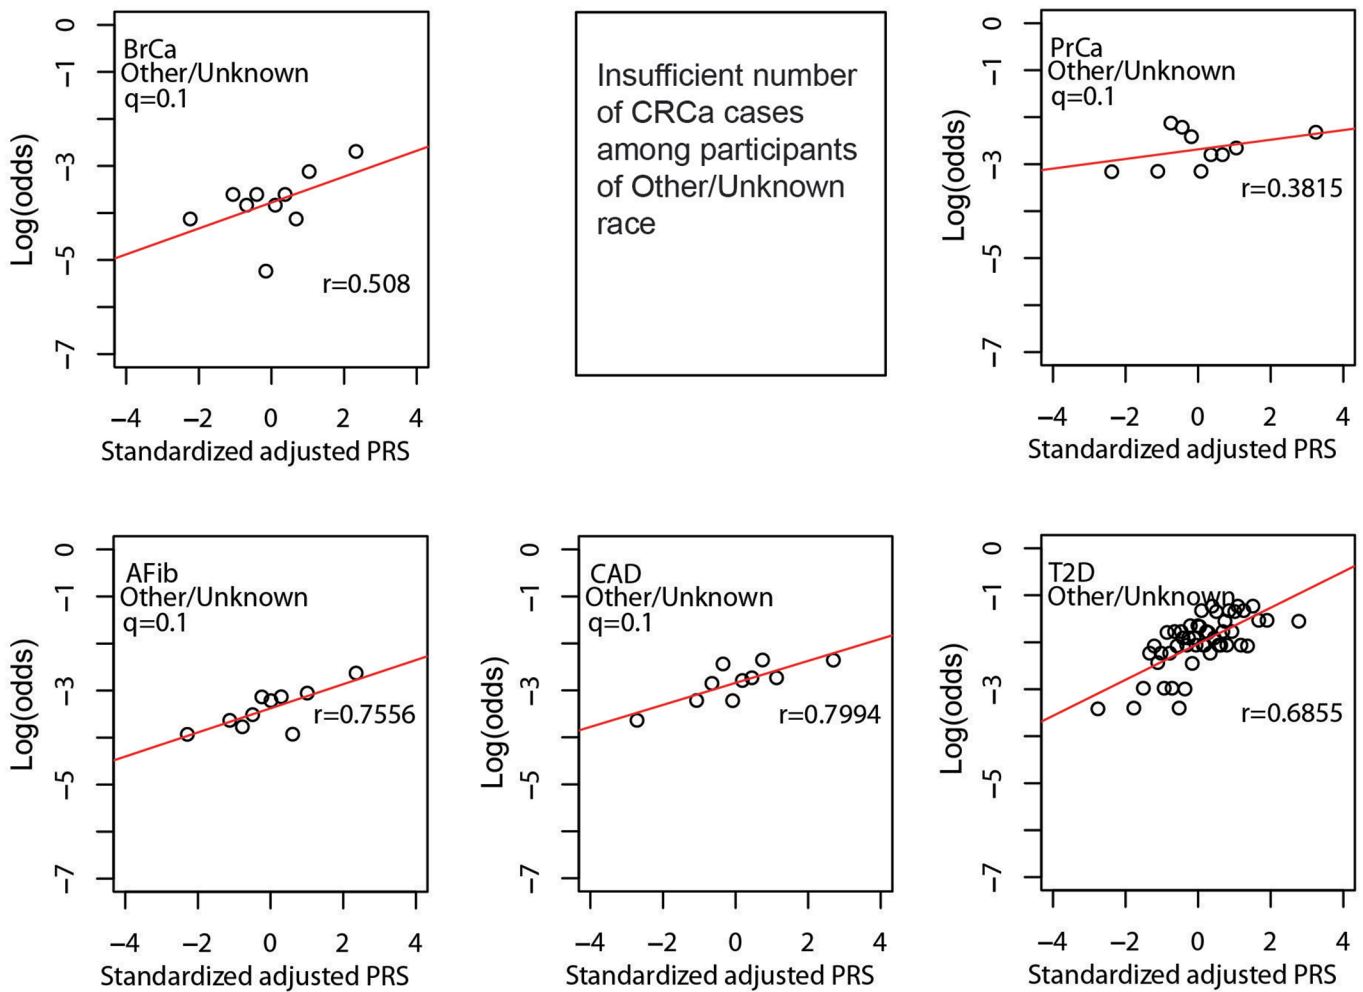 0
−1
−3
−5
−7
Log(odds)
BrCa
Other/Unknown
q=0.1
r=0.508
−4 −2 0 2 4
Standardized adjusted PRS
Insufficient number
of CRCa cases
among participants
of Other/Unknown
race
0
−1
−3
−5
−7
Log(odds)
PrCa
Other/Unknown
q=0.1
r=0.3815
−4 −2 0 2 4
Standardized adjusted PRS
0
−1
−3
−5
−7
Log(odds)
AFib
Other/Unknown
q=0.1
r=0.7556
−4 −2 0 2 4
Standardized adjusted PRS
0
−1
−3
−5
−7
Log(odds)
CAD
Other/Unknown
q=0.1
r=0.7994
−4 −2 0 2 4
Standardized adjusted PRS
0
−1
−3
−5
−7
Log(odds)
T2D
Other/Unknown
r=0.6855
−4 −2 0 2 4
Standardized adjusted PRS